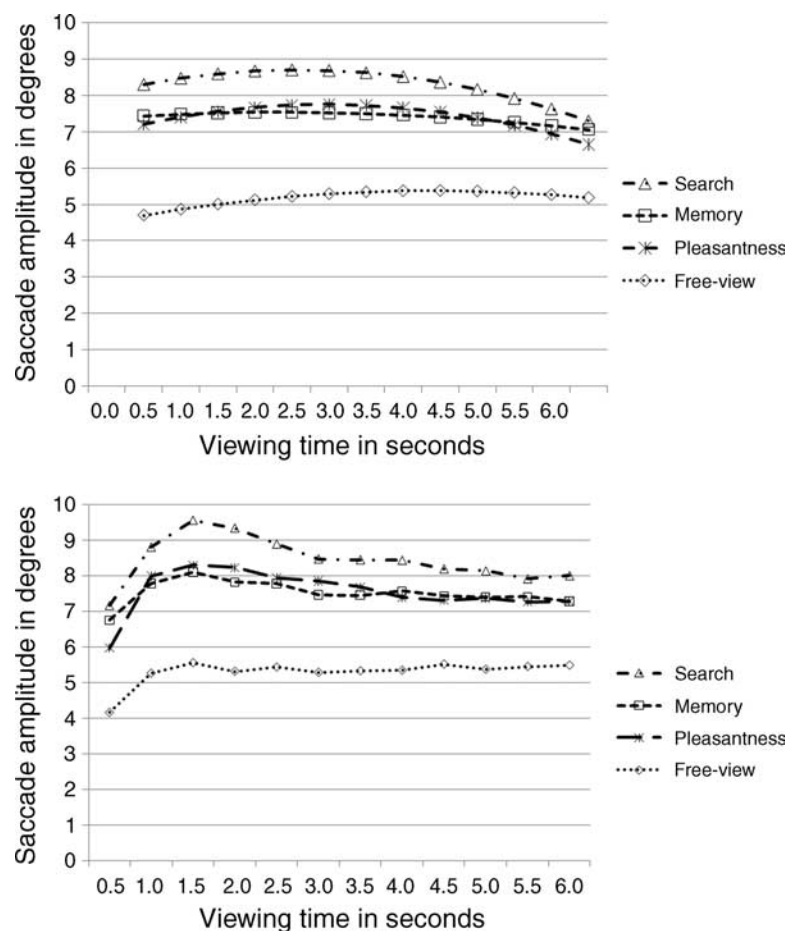 10
9
8
7
6
5
4
3
2
1
0
Saccade amplitude in degrees
0.0 0.5 1.0 1.5 2.0 2.5 3.0 3.5 4.0 4.5 5.0 5.5 6.0
Viewing time in seconds
Search
Memory
Pleasantness
Free-view
10
9
8
7
6
5
4
3
2
1
0
Saccade amplitude in degrees
0.5 1.0 1.5 2.0 2.5 3.0 3.5 4.0 4.5 5.0 5.5 6.0
Viewing time in seconds
Search
Memory
Pleasantness
Free-view